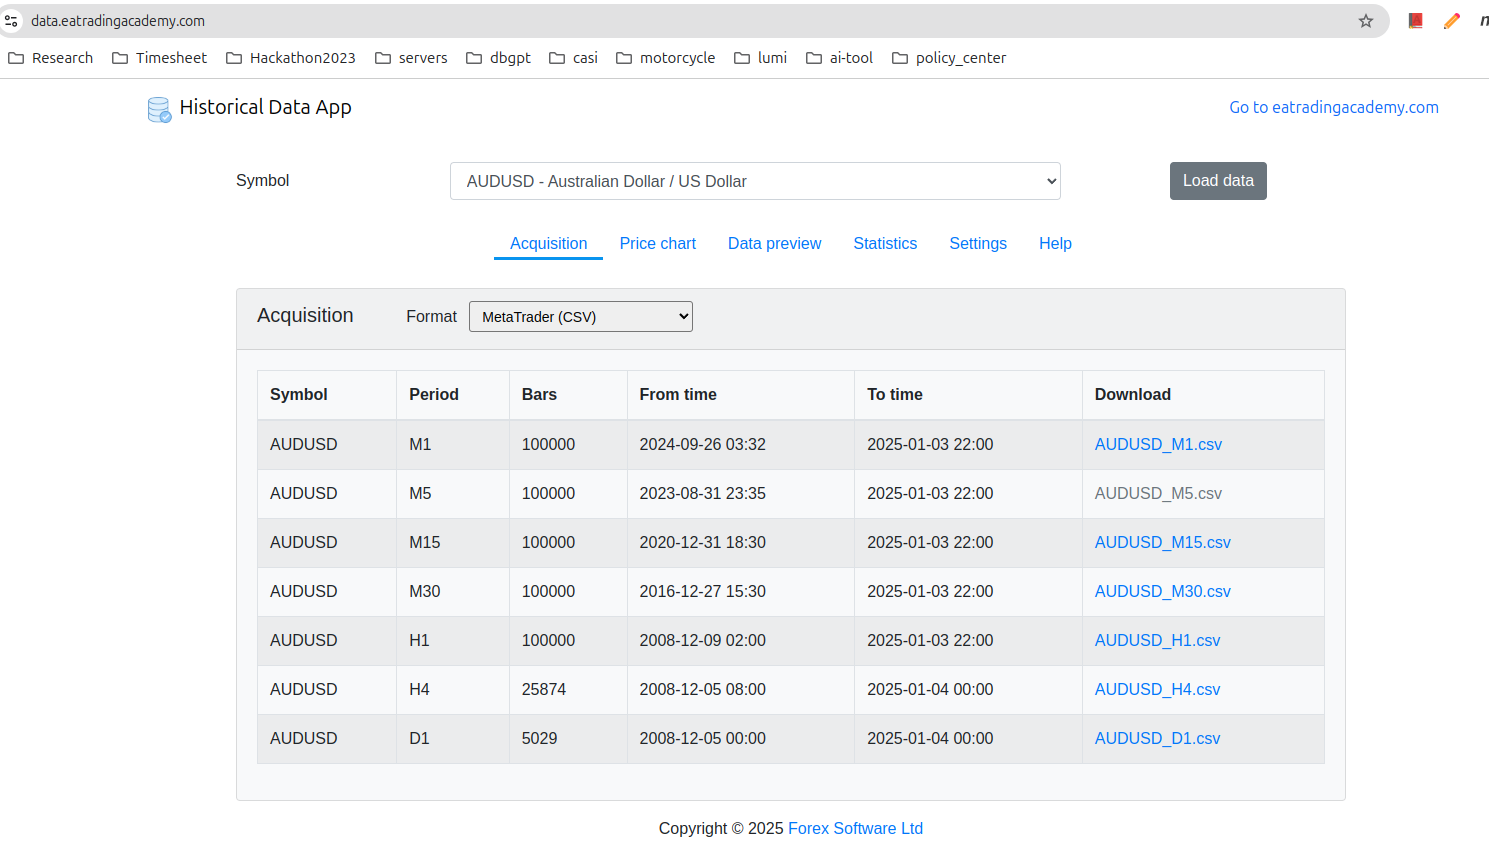 data.eatradingacademy.com
Research Timesheet Hackathon2023 servers dbgpt casi motorcycle lumi ai-tool policy_center
Historical Data App Go to eatradingacademy.com
Symbol AUDUSD - Australian Dollar / US Dollar Load data
Acquisition Price chart Data preview Statistics Settings Help
Acquisition Format MetaTrader (CSV)
Symbol Period Bars From time To time Download
AUDUSD M1 100000 2024-09-26 03:32 2025-01-03 22:00 AUDUSD_M1.csv
AUDUSD M5 100000 2023-08-31 23:35 2025-01-03 22:00 AUDUSD_M5.csv
AUDUSD M15 100000 2020-12-31 18:30 2025-01-03 22:00 AUDUSD_M15.csv
AUDUSD M30 100000 2016-12-27 15:30 2025-01-03 22:00 AUDUSD_M30.csv
AUDUSD H1 100000 2008-12-09 02:00 2025-01-03 22:00 AUDUSD_H1.csv
AUDUSD H4 25874 2008-12-05 08:00 2025-01-04 00:00 AUDUSD_H4.csv
AUDUSD D1 5029 2008-12-05 00:00 2025-01-04 00:00 AUDUSD_D1.csv
Copyright © 2025 Forex Software Ltd